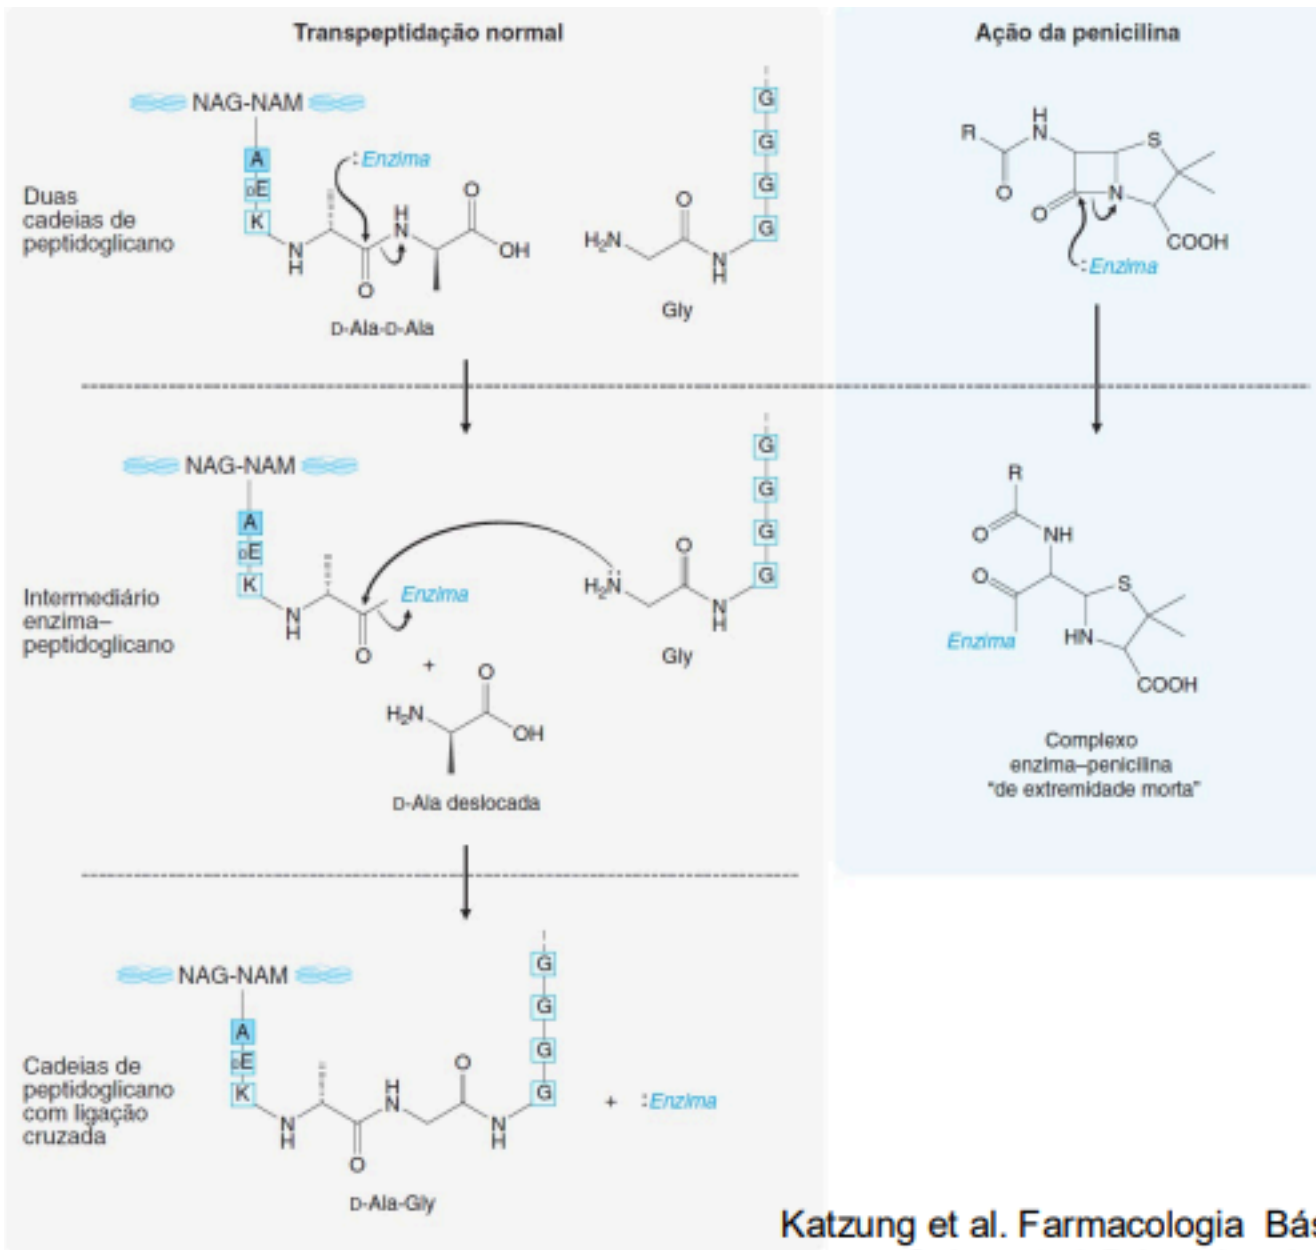 Transpeptidação normal
NAG-NAM
A
DE
K
:Enzima
N
H
O
H
N
O
OH
D-Ala-D-Ala
Duas
cadeias de
peptidoglicano
G
G
G
G
O
H₂N
N
H
Gly
NAG-NAM
A
DE
K
Enzima
N
H
O
+
Intermediário
enzima–
peptidoglicano
G
G
G
G
O
H₂N
N
H
Gly
O
H₂N
OH
D-Ala deslocada
NAG-NAM
A
DE
K
N
H
O
H
N
O
N
H
G
G
G
G
+ :Enzima
Cadeias de
peptidoglicano
com ligação
cruzada
D-Ala-Gly
Ação da penicilina
R
H
N
O
S
O
N
COOH
:Enzima
R
O
NH
O
S
Enzima
HN
COOH
Complexo
enzima–penicilina
“de extremidade morta”
Katzung et al. Farmacologia Bás